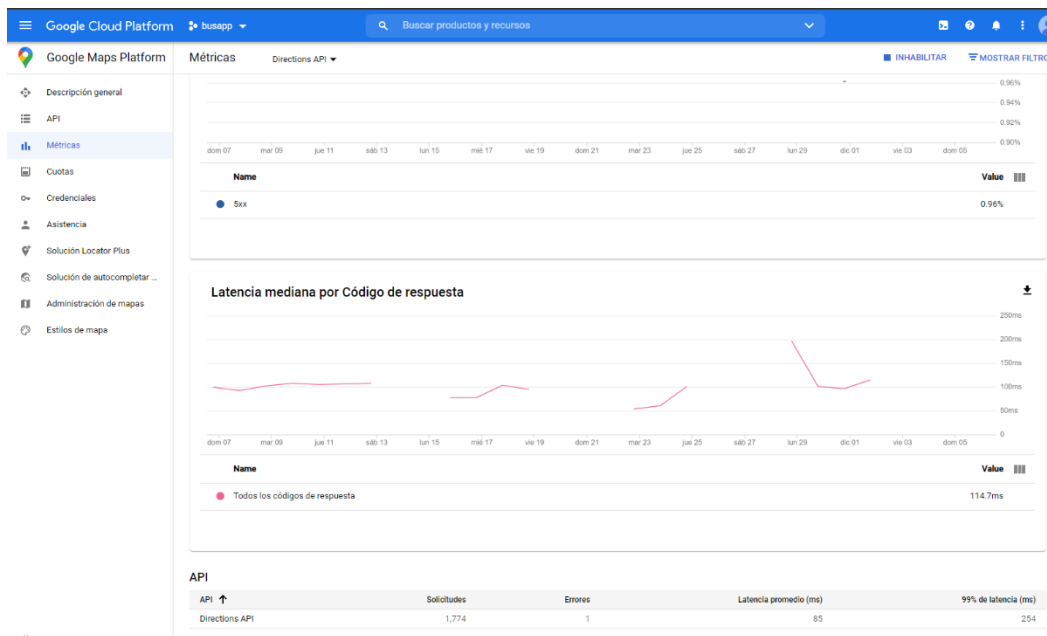 Google Cloud Platform busapp Buscar productos y recursos
Google Maps Platform Métricas Directions API INHABILITAR MOSTRAR FILTRO
Descripción general
API
Métricas
Cuotas
Credenciales
Asistencia
Solución Locator Plus
Solución de autocompletar ...
Administración de mapas
Estilos de mapa
0.96%
0.94%
0.92%
0.90%
dom 07 mar 09 jue 11 sáb 13 lun 15 mié 17 vie 19 dom 21 mar 23 jue 25 sáb 27 lun 29 dic 01 vie 03 dom 05
Name Value
5xx 0.96%
Latencia mediana por Código de respuesta
250ms
200ms
150ms
100ms
50ms
0
dom 07 mar 09 jue 11 sáb 13 lun 15 mié 17 vie 19 dom 21 mar 23 jue 25 sáb 27 lun 29 dic 01 vie 03 dom 05
Name Value
Todos los códigos de respuesta 114.7ms
API
API Solicitudes Errores Latencia promedio (ms) 99% de latencia (ms)
Directions API 1,774 1 85 254